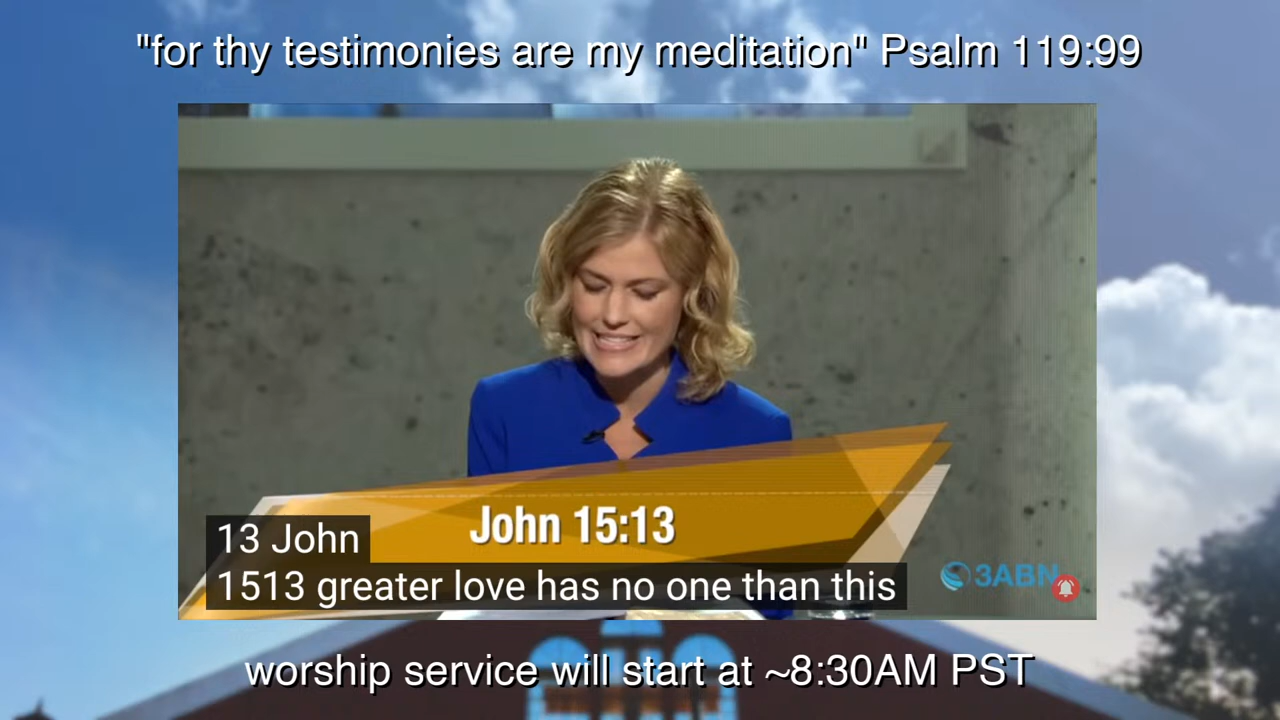 "for thy testimonies are my meditation" Psalm 119:99
John 15:13
13 John
1513 greater love has no one than this
3ABN
worship service will start at ~8:30AM PST